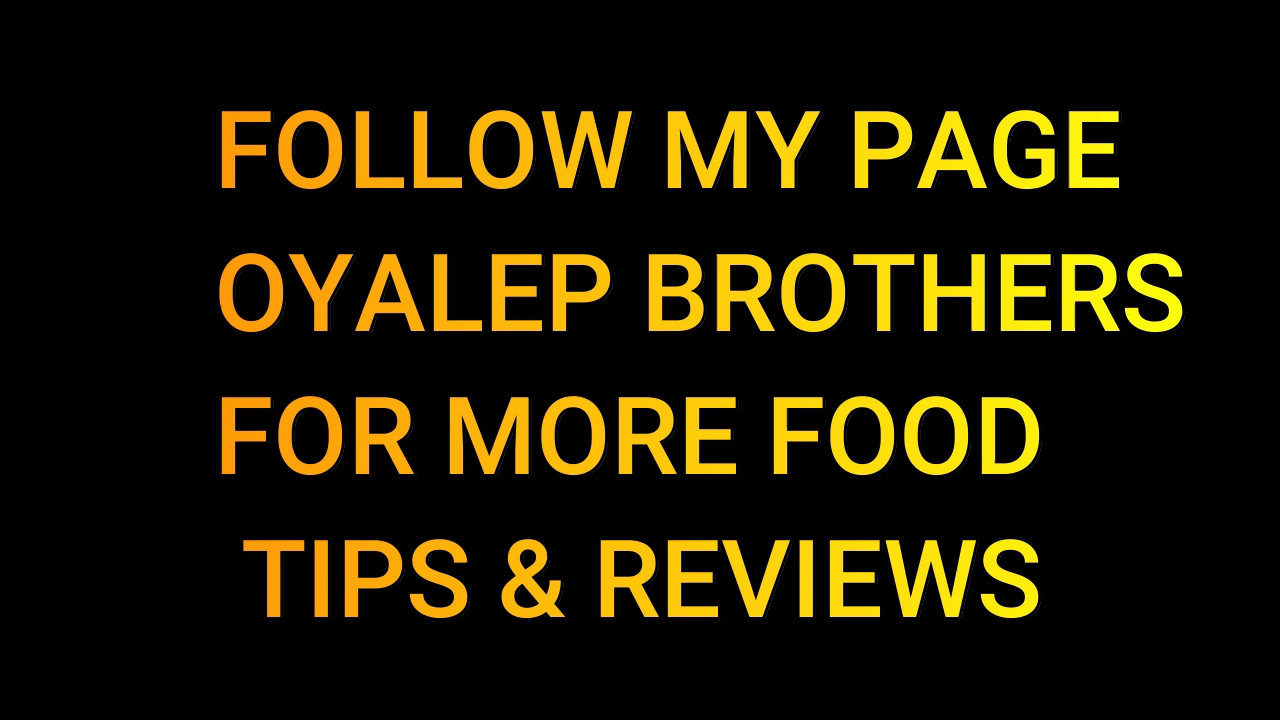 FOLLOW MY PAGE
OYALEP BROTHERS
FOR MORE FOOD
TIPS & REVIEWS